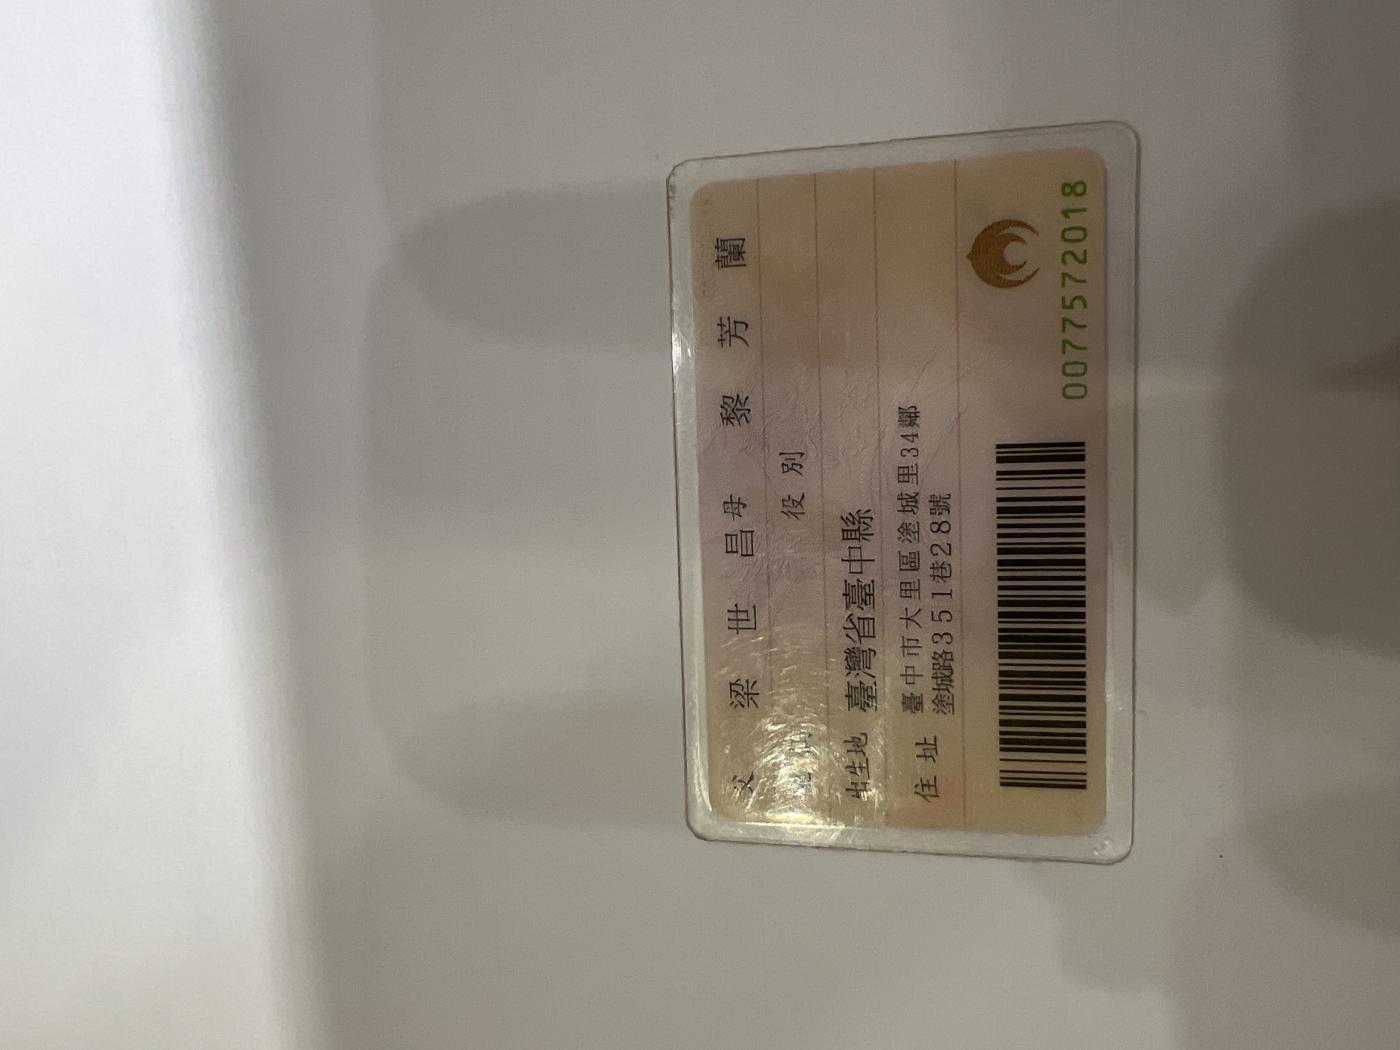 父 梁世昌 母 黎芳蘭
配偶 役別
出生地 臺灣省臺中縣
住址 臺中市大里區塗城里34鄰
塗城路351巷28號
0077572018